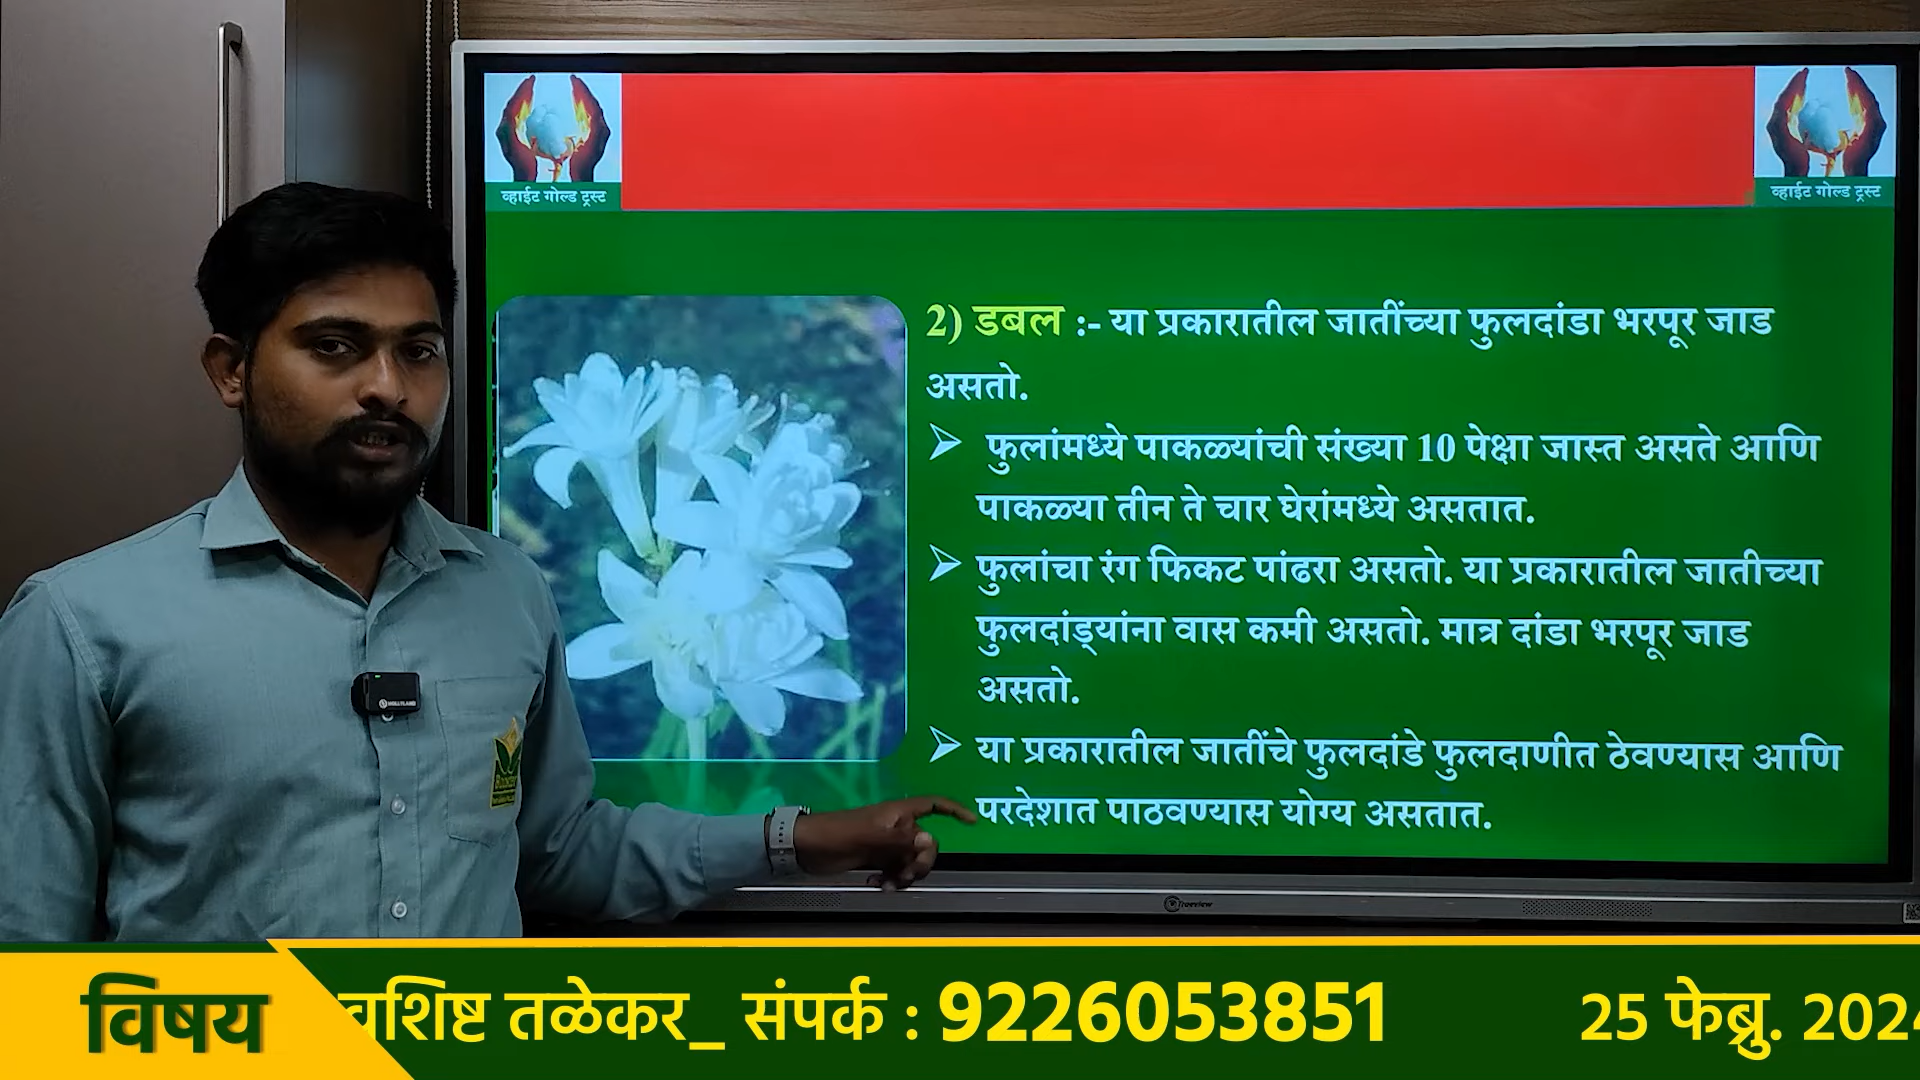 व्हाईट गोल्ड ट्रस्ट
व्हाईट गोल्ड ट्रस्ट
2) डबल :- या प्रकारातील जातींच्या फुलदांडा भरपूर जाड
असतो.
➢ फुलांमध्ये पाकळ्यांची संख्या 10 पेक्षा जास्त असते आणि
पाकळ्या तीन ते चार घेरांमध्ये असतात.
➢ फुलांचा रंग फिकट पांढरा असतो. या प्रकारातील जातीच्या
फुलदांड्यांना वास कमी असतो. मात्र दांडा भरपूर जाड
असतो.
➢ या प्रकारातील जातींचे फुलदांडे फुलदाणीत ठेवण्यास आणि
परदेशात पाठवण्यास योग्य असतात.
HOLLYLAND
Traeview
विषय
वशिष्ट तळेकर_ संपर्क : 9226053851
25 फेब्रु. 2024